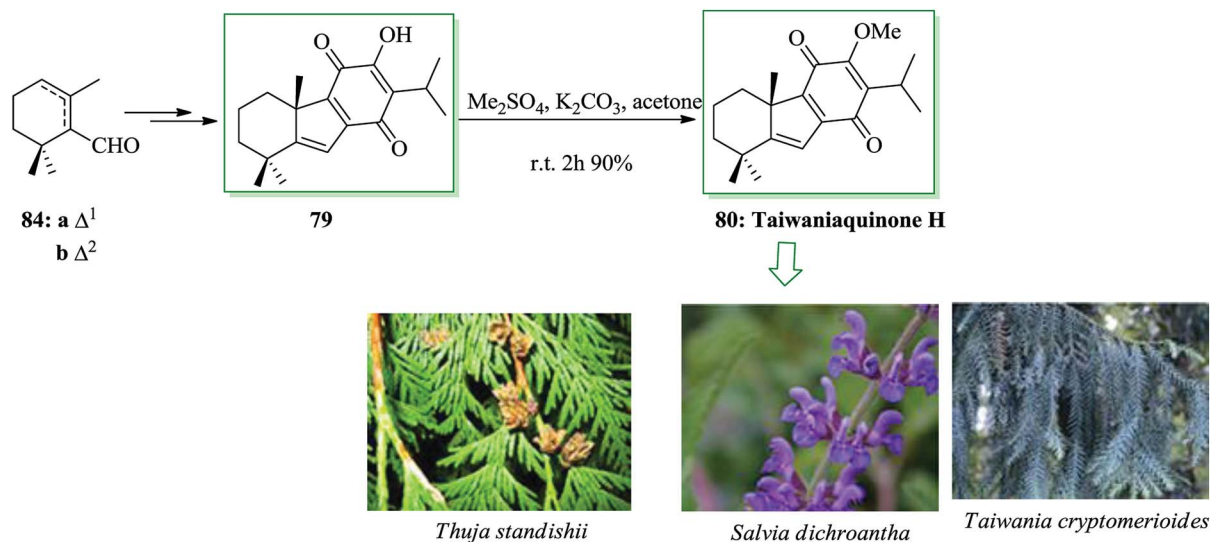 O
OH
O
CHO
84: a Δ¹
b Δ²
79
Me₂SO₄, K₂CO₃, acetone
r.t. 2h 90%
O
OMe
O
80: Taiwaniaquinone H
Thuja standishii
Salvia dichroantha
Taiwania cryptomerioides